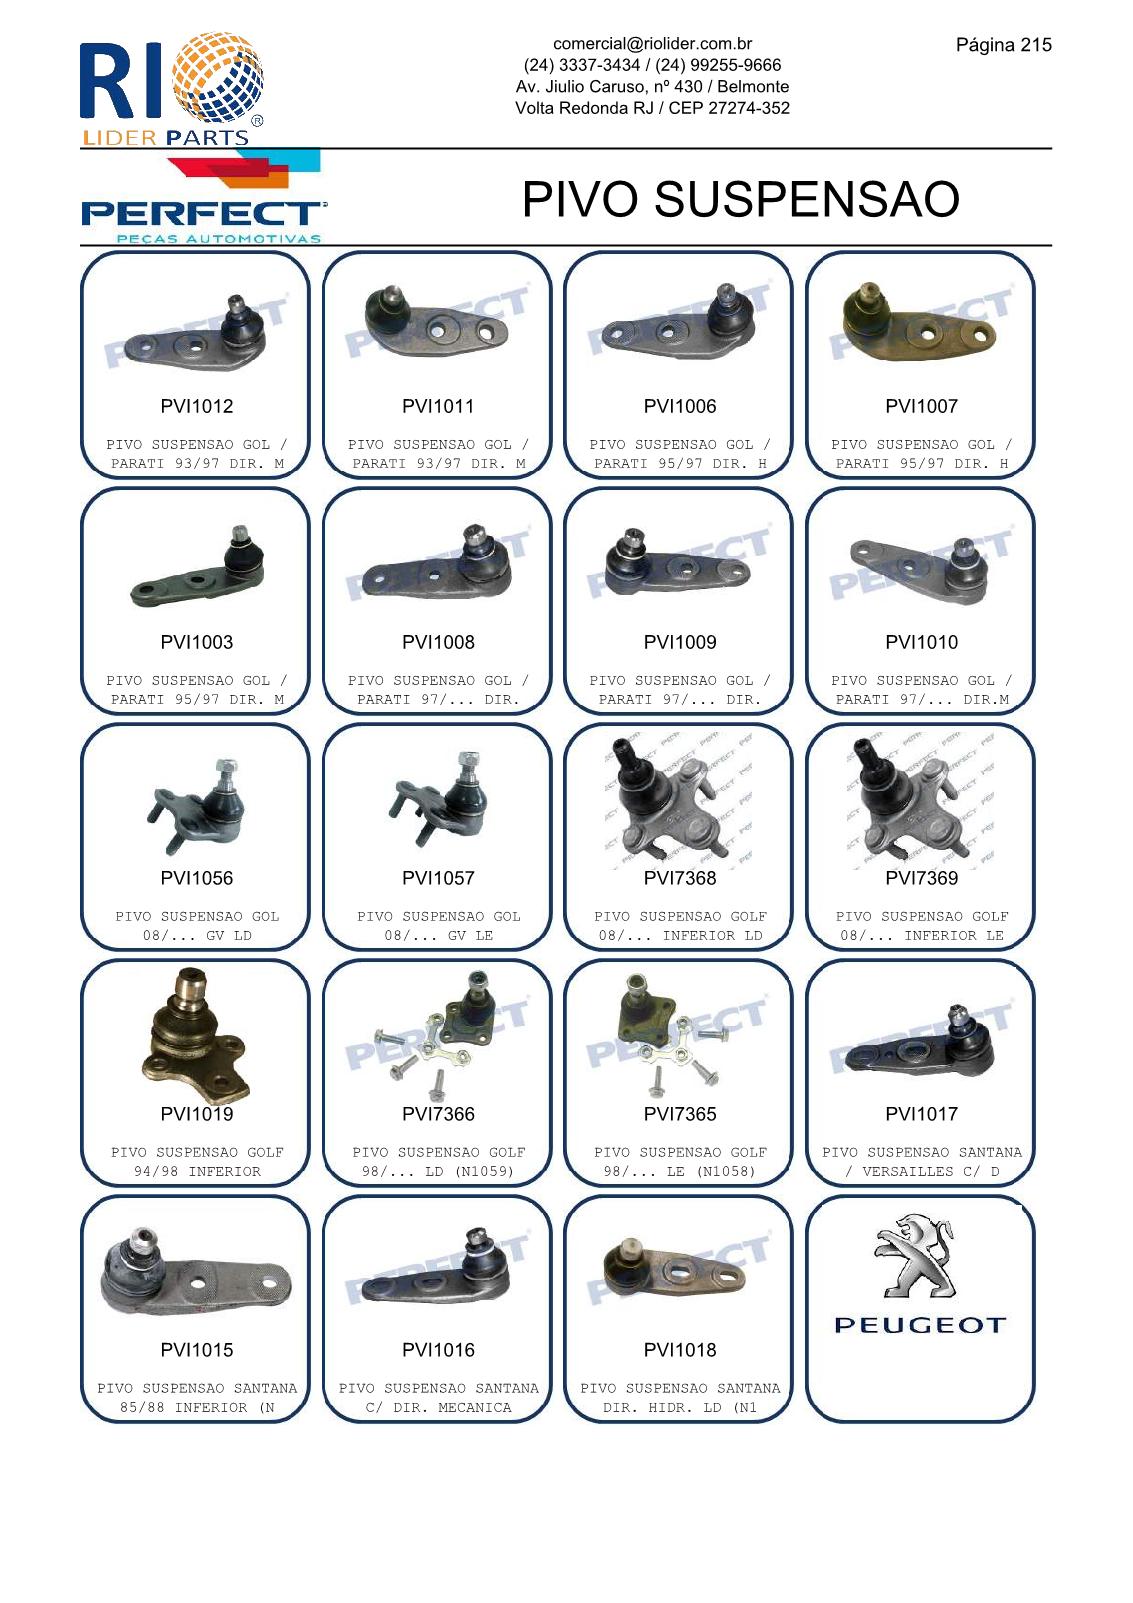 RIO
LIDER PARTS
®
comercial@riolider.com.br
(24) 3337-3434 / (24) 99255-9666
Av. Jiulio Caruso, nº 430 / Belmonte
Volta Redonda RJ / CEP 27274-352
Página 215
PERFECT
PEÇAS AUTOMOTIVAS
PIVO SUSPENSAO
PVI1012
PIVO SUSPENSAO GOL /
PARATI 93/97 DIR. M
PVI1011
PIVO SUSPENSAO GOL /
PARATI 93/97 DIR. M
PVI1006
PIVO SUSPENSAO GOL /
PARATI 95/97 DIR. H
PVI1007
PIVO SUSPENSAO GOL /
PARATI 95/97 DIR. H
PVI1003
PIVO SUSPENSAO GOL /
PARATI 95/97 DIR. M
PVI1008
PIVO SUSPENSAO GOL /
PARATI 97/... DIR.
PVI1009
PIVO SUSPENSAO GOL /
PARATI 97/... DIR.
PVI1010
PIVO SUSPENSAO GOL /
PARATI 97/... DIR.M
PVI1056
PIVO SUSPENSAO GOL
08/... GV LD
PVI1057
PIVO SUSPENSAO GOL
08/... GV LE
PVI7368
PIVO SUSPENSAO GOLF
08/... INFERIOR LD
PVI7369
PIVO SUSPENSAO GOLF
08/... INFERIOR LE
PVI1019
PIVO SUSPENSAO GOLF
94/98 INFERIOR
PVI7366
PIVO SUSPENSAO GOLF
98/... LD (N1059)
PVI7365
PIVO SUSPENSAO GOLF
98/... LE (N1058)
PVI1017
PIVO SUSPENSAO SANTANA
/ VERSAILLES C/ D
PVI1015
PIVO SUSPENSAO SANTANA
85/88 INFERIOR (N
PVI1016
PIVO SUSPENSAO SANTANA
C/ DIR. MECANICA
PVI1018
PIVO SUSPENSAO SANTANA
DIR. HIDR. LD (N1
PEUGEOT